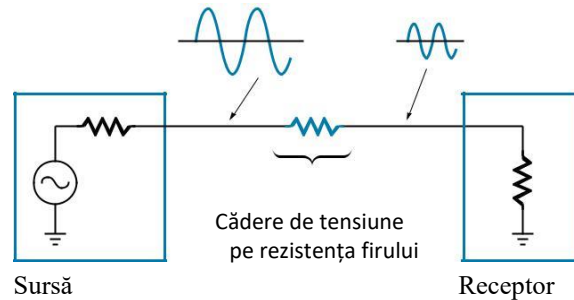 Cădere de tensiune
pe rezistența firului
Sursă
Receptor